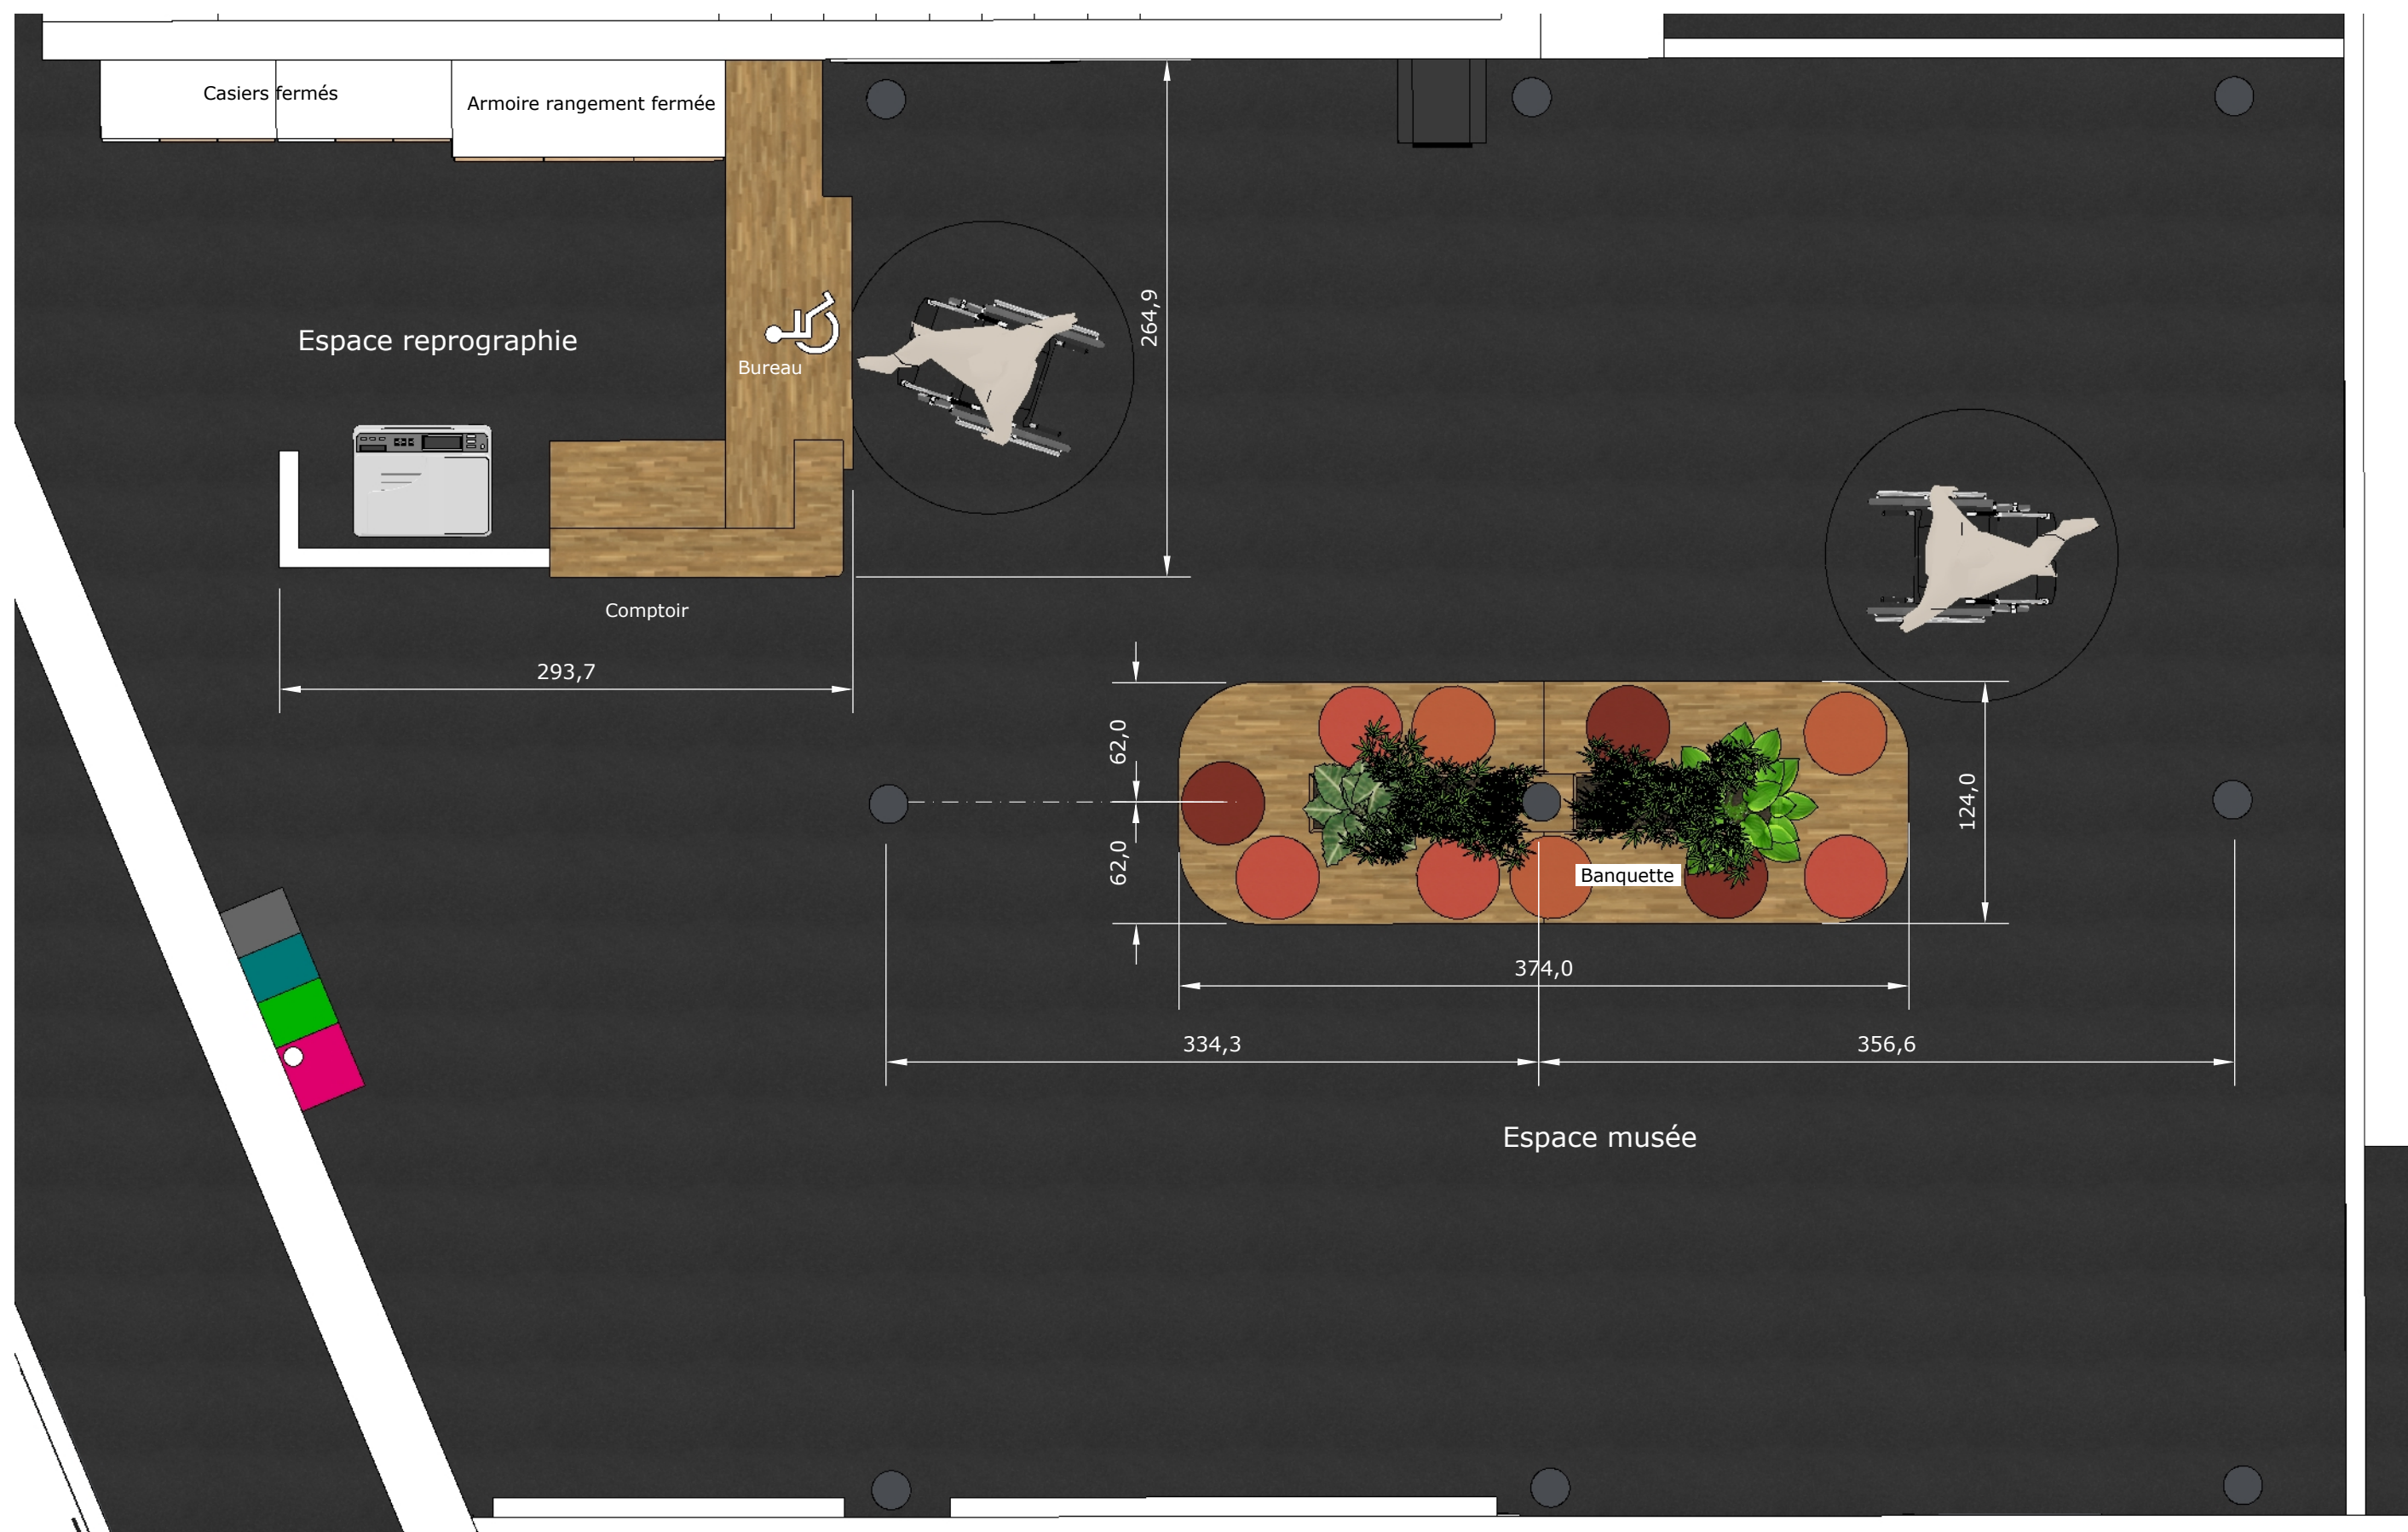 Casiers fermés
Armoire rangement fermée
264,9
Espace reprographie
Bureau
Comptoir
293,7
62,0
62,0
124,0
Banquette
374,0
334,3
356,6
Espace musée